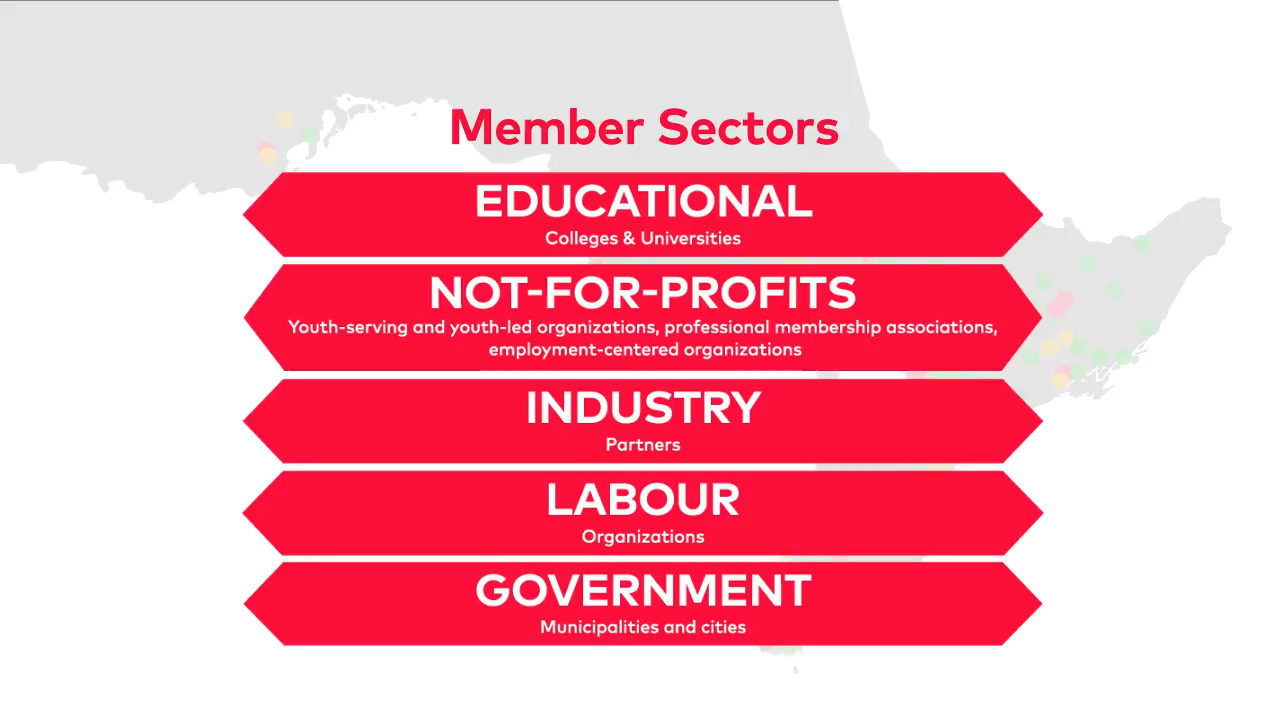 Member Sectors
EDUCATIONAL
Colleges & Universities
NOT-FOR-PROFITS
Youth-serving and youth-led organizations, professional membership associations,
employment-centered organizations
INDUSTRY
Partners
LABOUR
Organizations
GOVERNMENT
Municipalities and cities